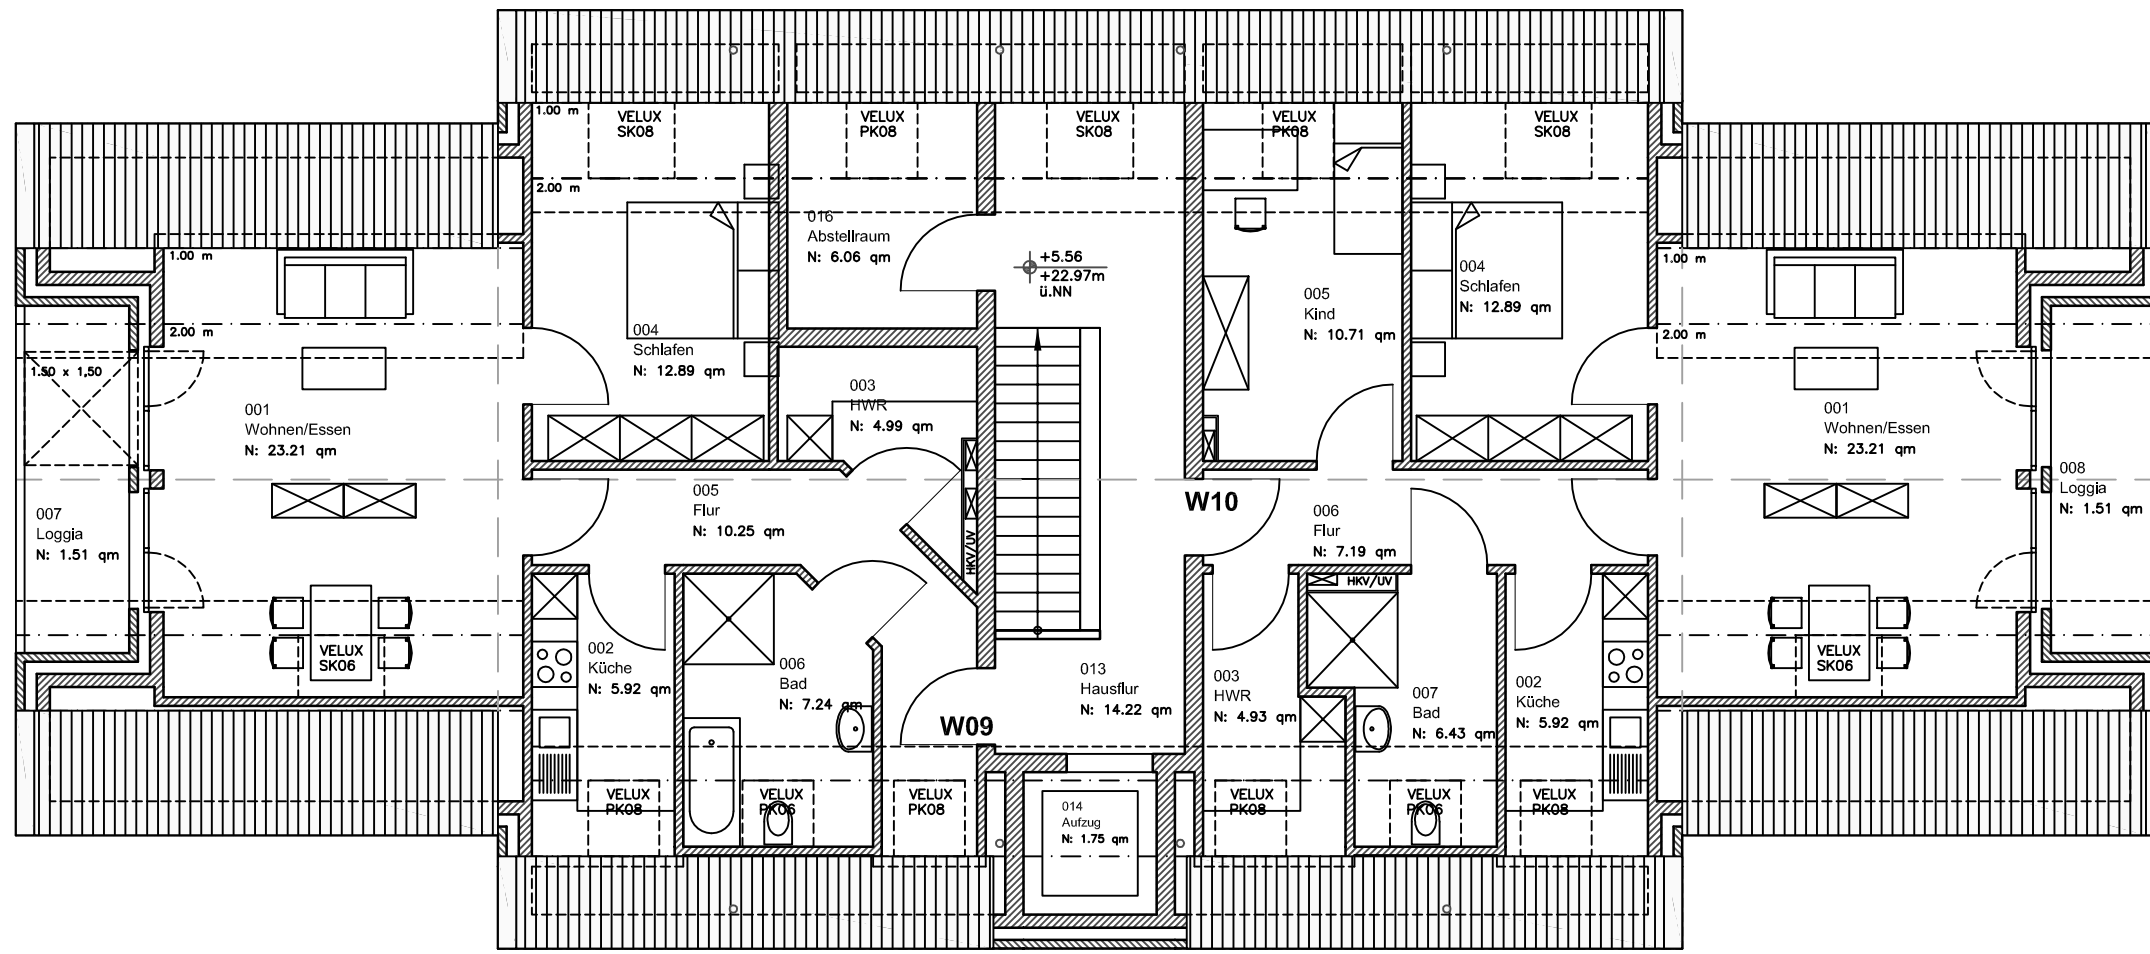 VELUX
SK08
VELUX
PK08
VELUX
SK08
VELUX
PK08
VELUX
SK08
1.00 m
2.00 m
1.00 m
2.00 m
1.00 m
2.00 m
016
Abstellraum
N: 6.06 qm
+5.56
+22.97m
ü.NN
004
Schlafen
N: 12.89 qm
005
Kind
N: 10.71 qm
004
Schlafen
N: 12.89 qm
1.50 x 1,50
001
Wohnen/Essen
N: 23.21 qm
003
HWR
N: 4.99 qm
001
Wohnen/Essen
N: 23.21 qm
007
Loggia
N: 1.51 qm
005
Flur
N: 10.25 qm
HKV/UV
W10
006
Flur
N: 7.19 qm
HKV/UV
008
Loggia
N: 1.51 qm
VELUX
SK06
002
Küche
N: 5.92 qm
006
Bad
N: 7.24 qm
W09
013
Hausflur
N: 14.22 qm
003
HWR
N: 4.93 qm
007
Bad
N: 6.43 qm
002
Küche
N: 5.92 qm
VELUX
SK06
VELUX
PK08
VELUX
PK06
VELUX
PK08
014
Aufzug
N: 1.75 qm
VELUX
PK08
VELUX
PK06
VELUX
PK08